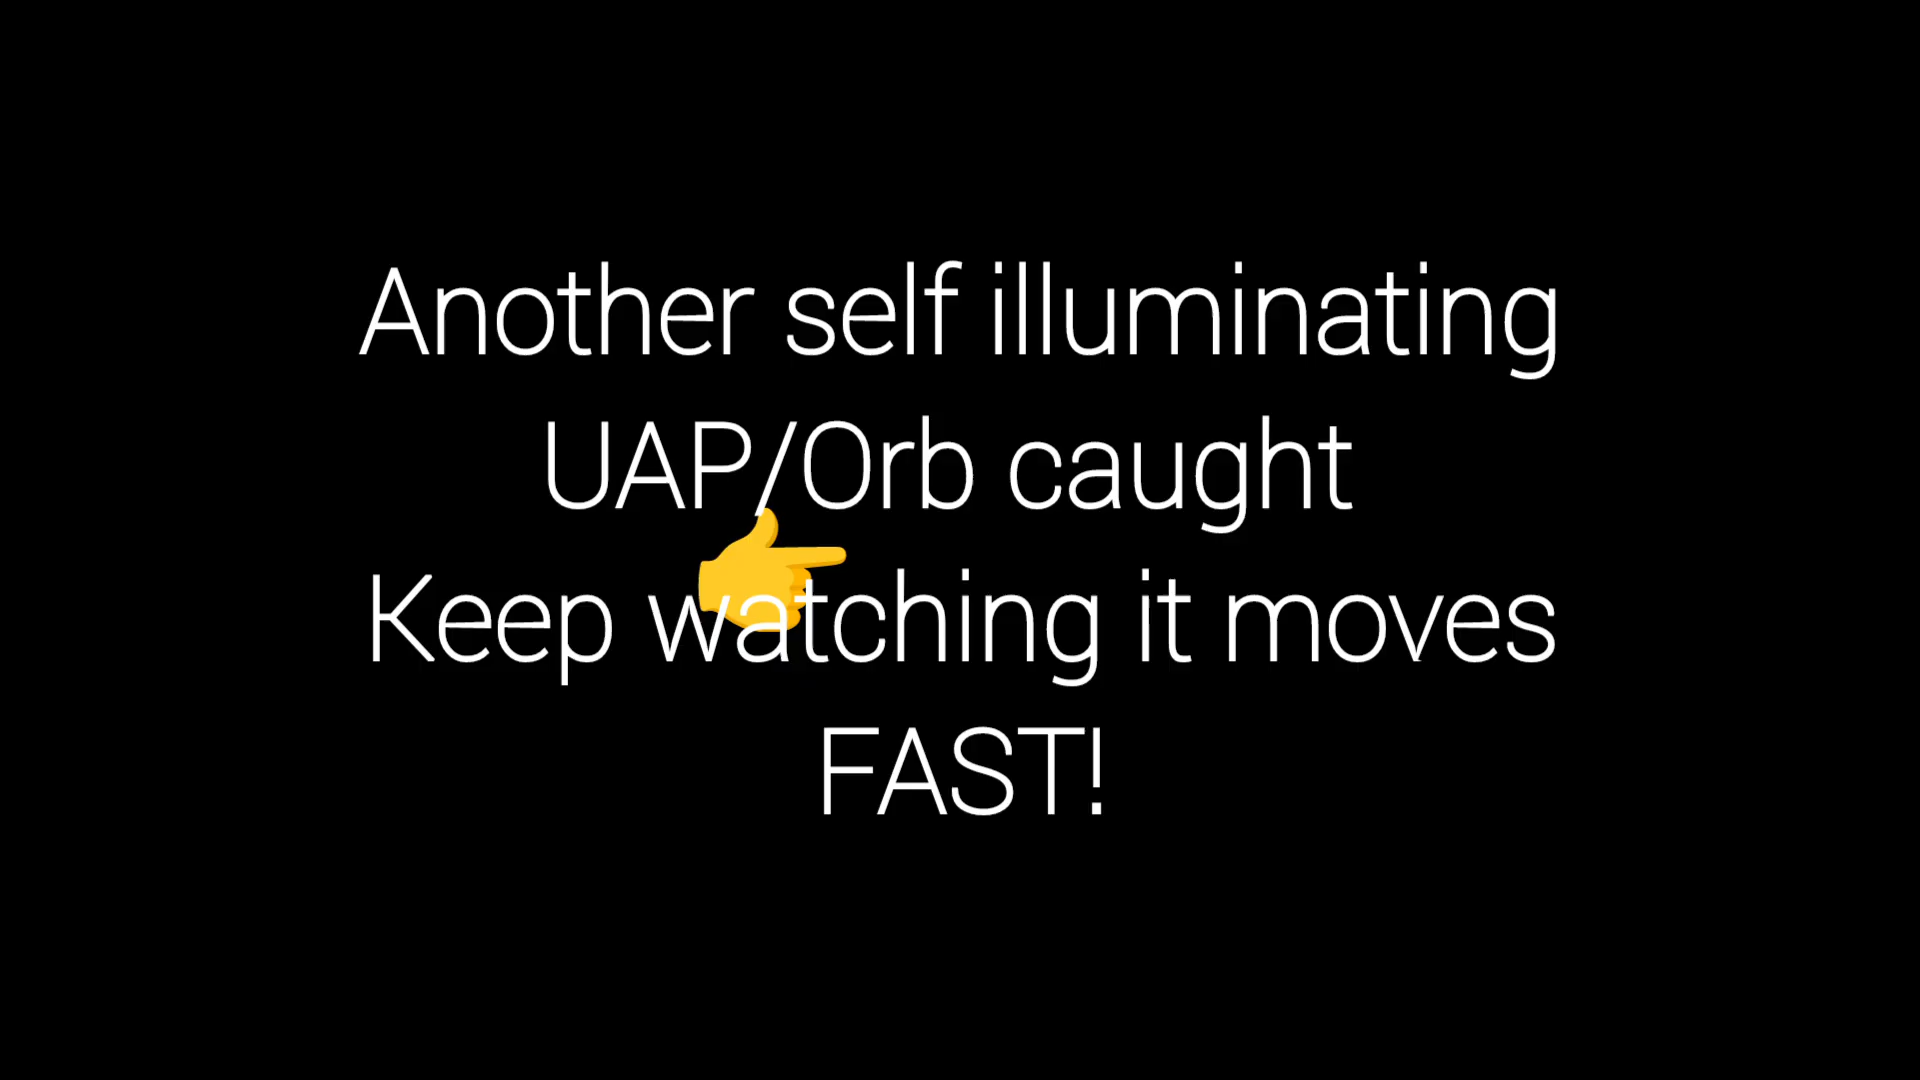 Another self illuminating
UAP/Orb caught
Keep watching it moves
FAST!